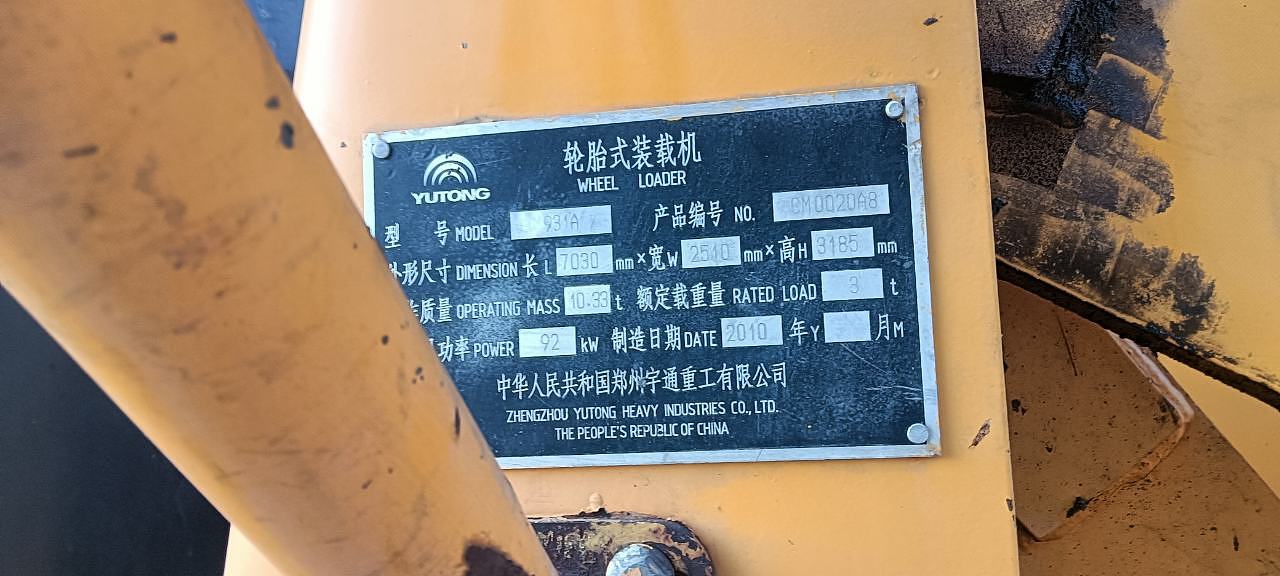 轮胎式装载机
YUTONG WHEEL LOADER
型 号 MODEL 931A 产品编号 NO. GM0020A8
外形尺寸 DIMENSION 长 L 7030 mm×宽W 2510 mm×高H 3185 mm
质量 OPERATING MASS 10.33 t 额定载重量 RATED LOAD 3 t
功率 POWER 92 kW 制造日期 DATE 2010 年Y 月M
中华人民共和国郑州宇通重工有限公司
ZHENGZHOU YUTONG HEAVY INDUSTRIES CO., LTD.
THE PEOPLE'S REPUBLIC OF CHINA